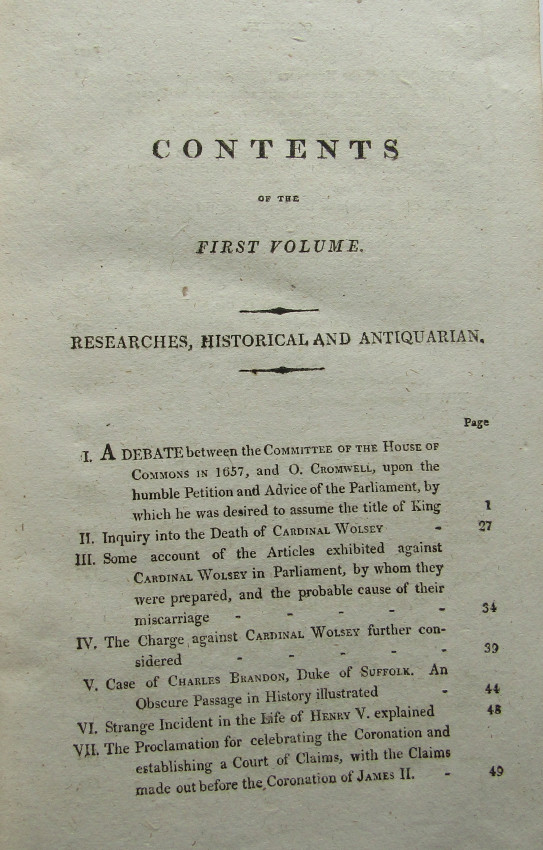 CONTENTS
OF THE
FIRST VOLUME.
RESEARCHES, HISTORICAL AND ANTIQUARIAN.
Page
I. A DEBATE between the COMMITTEE OF THE HOUSE OF
COMMONS IN 1657, and O. CROMWELL, upon the
humble Petition and Advice of the Parliament, by
which he was desired to assume the title of King 1
II. Inquiry into the Death of CARDINAL WOLSEY - 27
III. Some account of the Articles exhibited against
CARDINAL WOLSEY in Parliament, by whom they
were prepared, and the probable cause of their
miscarriage - - - - - 34
IV. The Charge against CARDINAL WOLSEY further con-
sidered - - - - - 39
V. Case of CHARLES BRANDON, Duke of SUFFOLK. An
Obscure Passage in History illustrated - 44
VI. Strange Incident in the Life of HENRY V. explained 48
VII. The Proclamation for celebrating the Coronation and
establishing a Court of Claims, with the Claims
made out before the Coronation of JAMES II. - 49